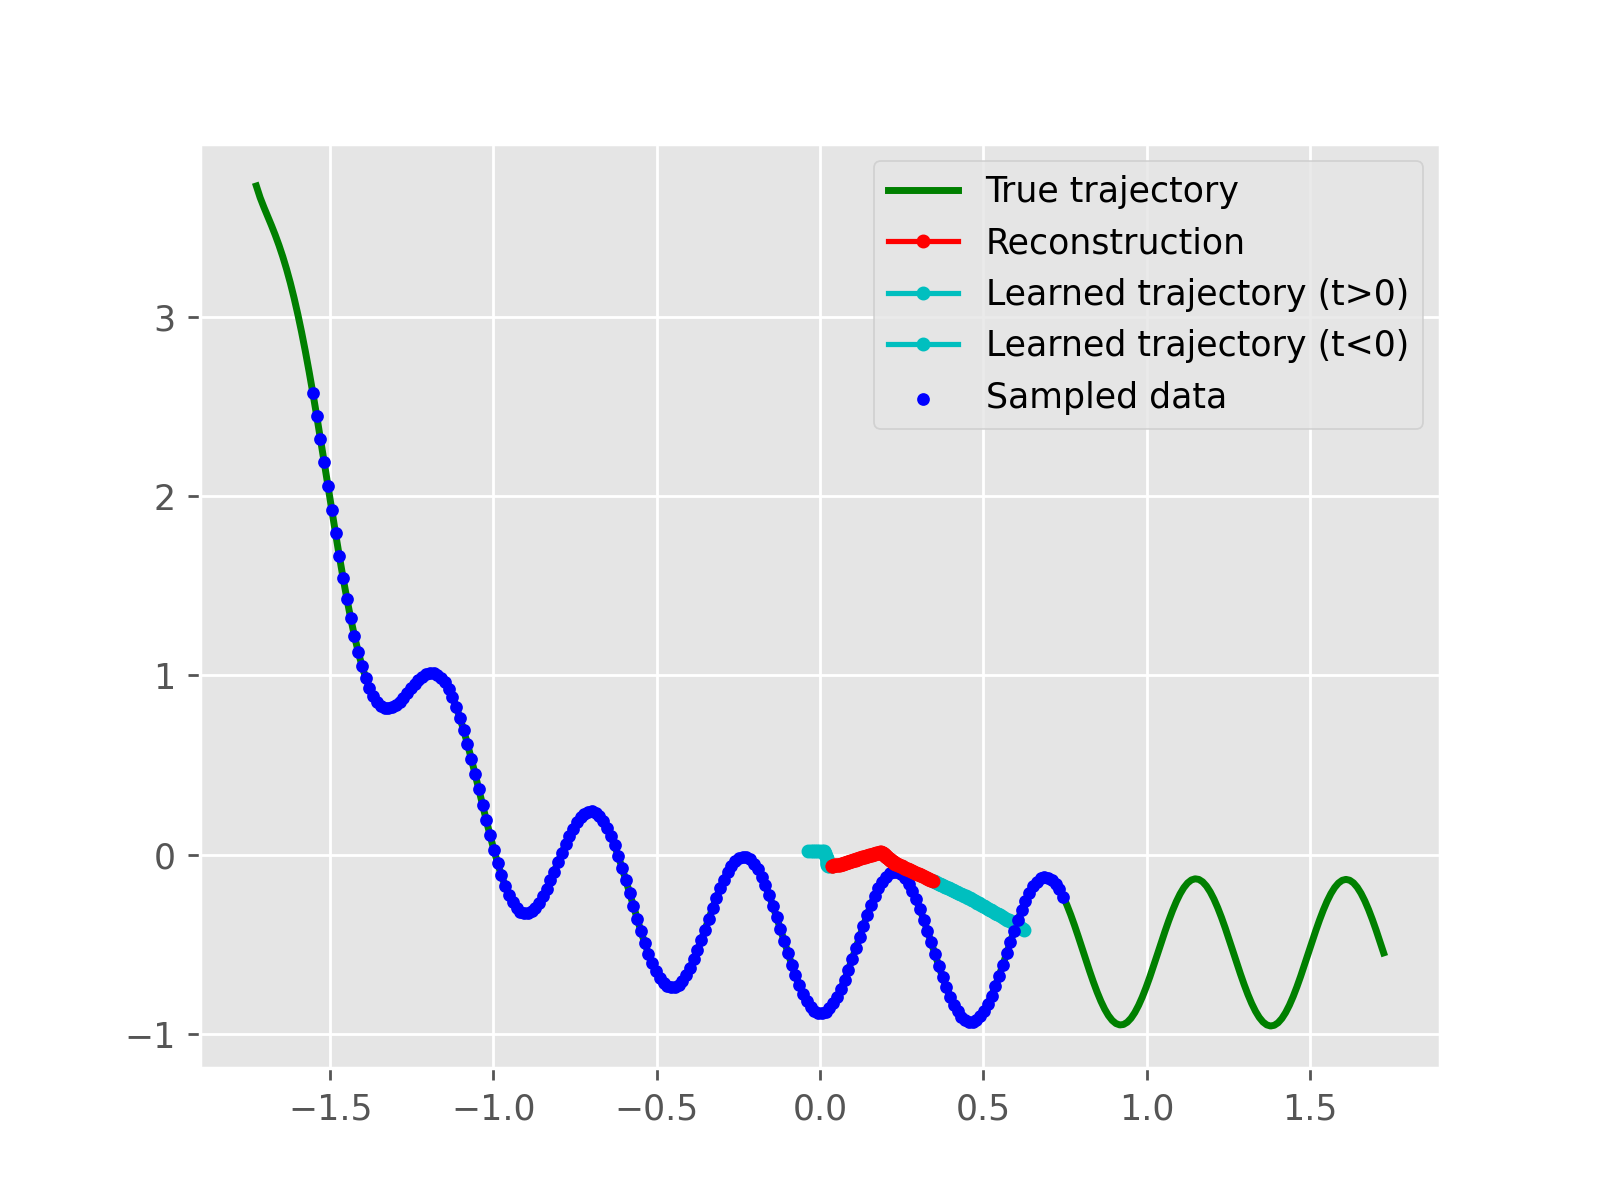 True trajectory
Reconstruction
Learned trajectory (t>0)
Learned trajectory (t<0)
Sampled data
3
2
1
0
−1
−1.5 −1.0 −0.5 0.0 0.5 1.0 1.5